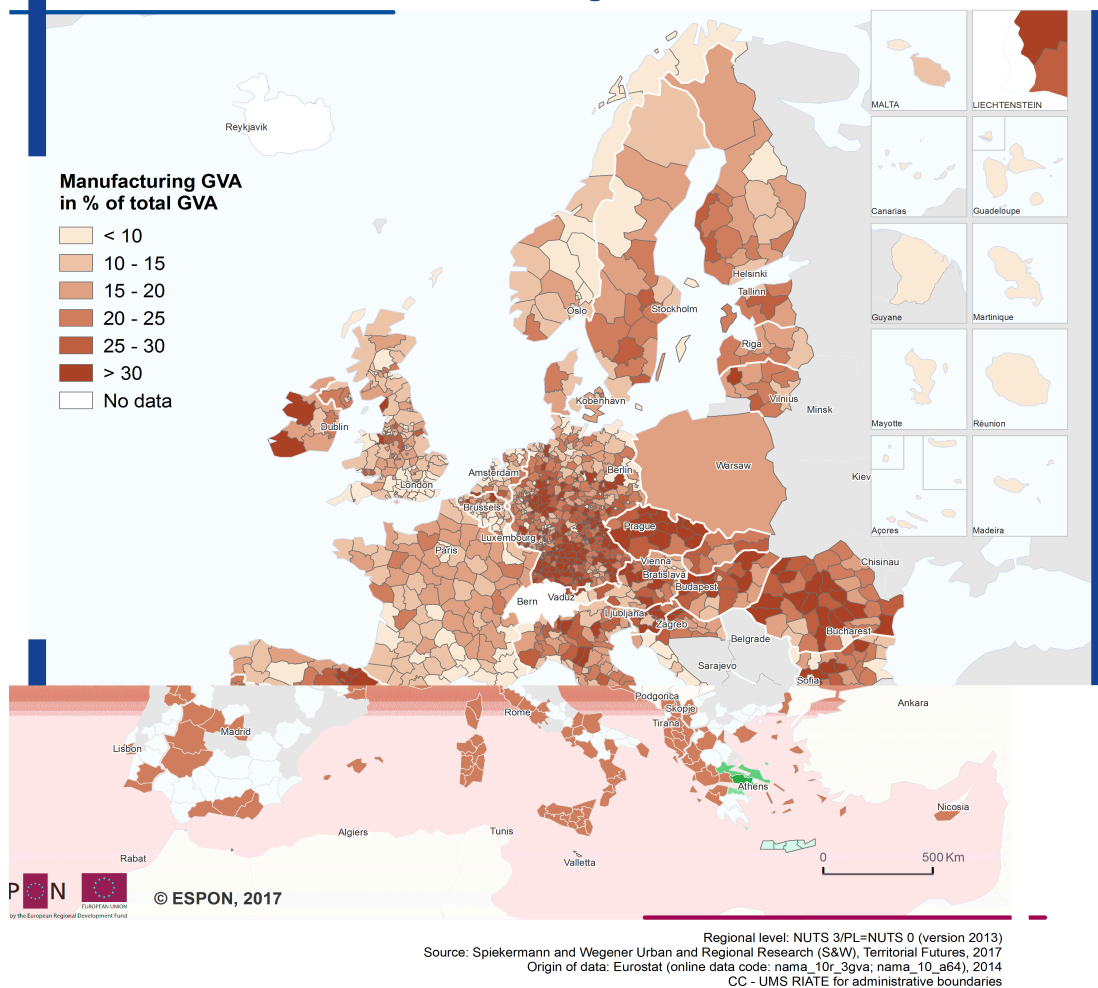 Manufacturing GVA
in % of total GVA
< 10
10 - 15
15 - 20
20 - 25
25 - 30
> 30
No data
Reykjavik
Oslo
Stockholm
Helsinki
Tallinn
Riga
Vilnius
Minsk
København
Dublin
London
Amsterdam
Brussels
Luxembourg
Paris
Berlin
Warsaw
Kiev
Prague
Vienna
Bratislava
Budapest
Chisinau
Bern
Vaduz
Ljubljana
Zagreb
Belgrade
Bucharest
Sarajevo
Sofia
Podgorica
Skopje
Tirana
Rome
Ankara
Madrid
Lisbon
Athens
Nicosia
Algiers
Tunis
Rabat
Valletta
MALTA
LIECHTENSTEIN
Canarias
Guadeloupe
Guyane
Martinique
Mayotte
Réunion
Açores
Madeira
0 500 Km
P N
EUROPEAN UNION
by the European Regional Development Fund
© ESPON, 2017
Regional level: NUTS 3/PL=NUTS 0 (version 2013)
Source: Spiekermann and Wegener Urban and Regional Research (S&W), Territorial Futures, 2017
Origin of data: Eurostat (online data code: nama_10r_3gva; nama_10_a64), 2014
CC - UMS RIATE for administrative boundaries